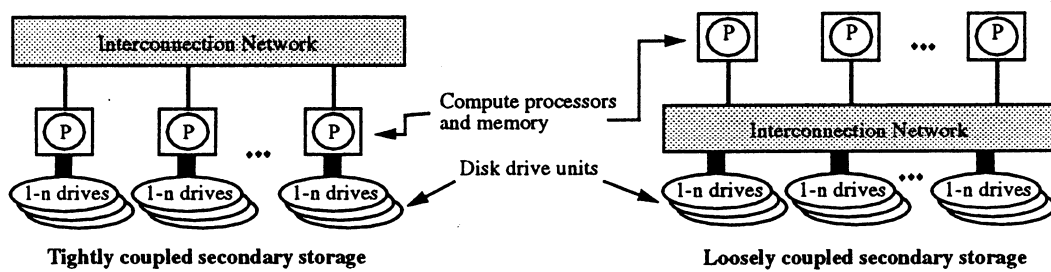 Interconnection Network
P P P
1-n drives 1-n drives 1-n drives
Tightly coupled secondary storage
Compute processors
and memory
Disk drive units
P P P
Interconnection Network
1-n drives 1-n drives 1-n drives
Loosely coupled secondary storage